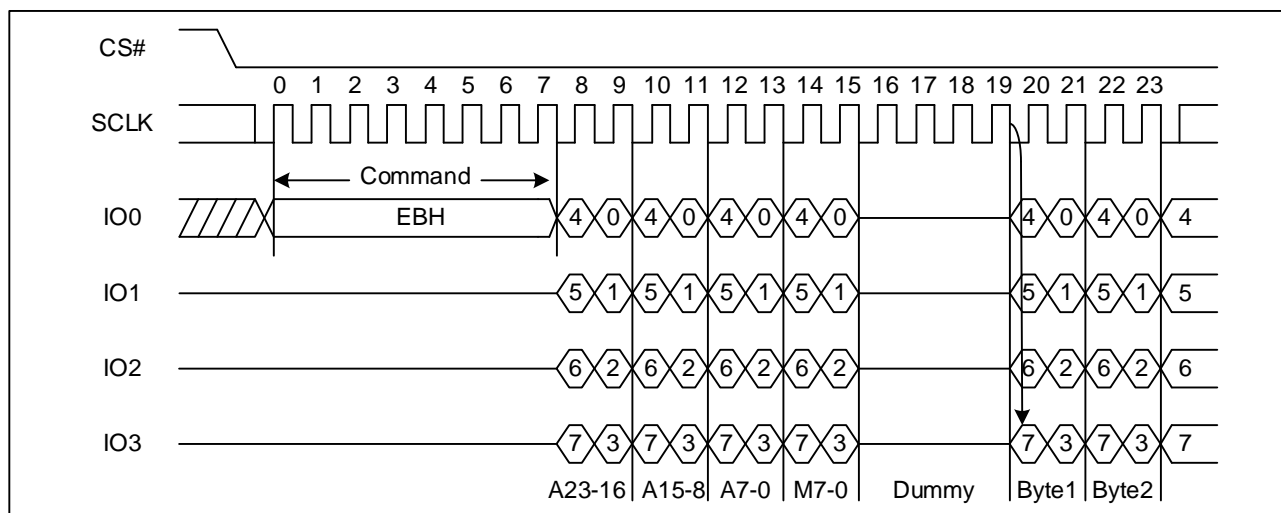 CS#
0 1 2 3 4 5 6 7 8 9 10 11 12 13 14 15 16 17 18 19 20 21 22 23
SCLK
Command
IO0 EBH 4 0 4 0 4 0 4 0 4 0 4 0 4
IO1 5 1 5 1 5 1 5 1 5 1 5 1 5
IO2 6 2 6 2 6 2 6 2 6 2 6 2 6
IO3 7 3 7 3 7 3 7 3 7 3 7 3 7
A23-16 A15-8 A7-0 M7-0 Dummy Byte1 Byte2